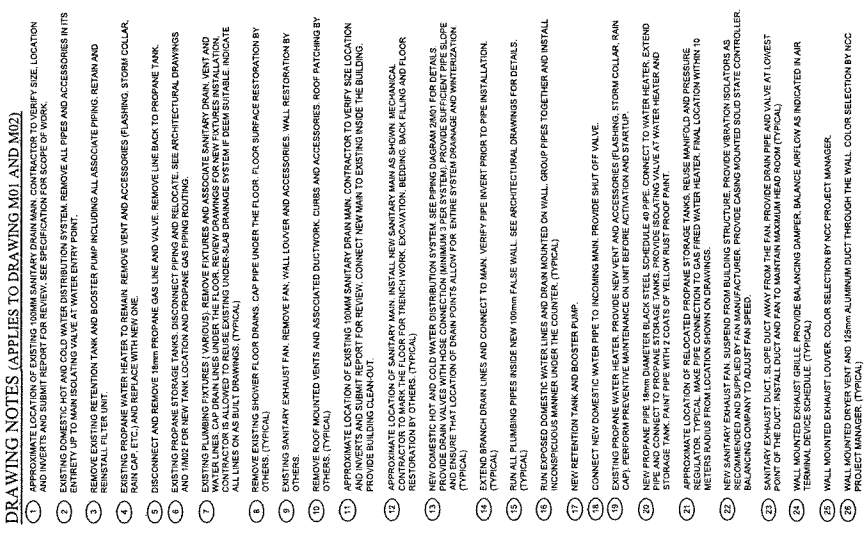 DRAWING NOTES (APPLIES TO DRAWING M01 AND M02)
1 APPROXIMATE LOCATION OF EXISTING 100MM SANITARY DRAIN MAIN. CONTRACTOR TO VERIFY SIZE, LOCATION
AND INVERTS AND SUBMIT REPORT FOR REVIEW. SEE SPECIFICATION FOR SCOPE OF WORK.
2 EXISTING DOMESTIC HOT AND COLD WATER DISTRIBUTION SYSTEM. REMOVE ALL PIPES AND ACCESSORIES IN ITS
ENTIRETY UP TO MAIN ISOLATING VALVE AT WATER ENTRY POINT.
3 REMOVE EXISTING RETENTION TANK AND BOOSTER PUMP INCLUDING ALL ASSOCIATE PIPING, RETAIN AND
REINSTALL FILTER UNIT.
4 EXISTING PROPANE WATER HEATER TO REMAIN. REMOVE VENT AND ACCESSORIES (FLASHING, STORM COLLAR,
RAIN CAP, ETC.) AND REPLACE WITH NEW ONE.
5 DISCONNECT AND REMOVE 18mm PROPANE GAS LINE AND VALVE. REMOVE LINE BACK TO PROPANE TANK.
6 EXISTING PROPANE STORAGE TANKS. DISCONNECT PIPING AND RELOCATE. SEE ARCHITECTURAL DRAWINGS
AND 1/M02 FOR NEW TANK LOCATION AND PROPANE GAS PIPING ROUTING.
7 EXISTING PLUMBING FIXTURES ( VARIOUS). REMOVE FIXTURES AND ASSOCIATE SANITARY DRAIN, VENT AND
WATER LINES. CAP DRAIN LINES UNDER THE FLOOR. REVIEW DRAWINGS FOR NEW FIXTURES INSTALLATION.
CONTRACTOR IS ALLOWED TO REUSE EXISTING UNDER-SLAB DRAINAGE SYSTEM IF DEEM SUITABLE. INDICATE
ALL LINES ON AS BUILT DRAWINGS. (TYPICAL)
8 REMOVE EXISTING SHOWER FLOOR DRAINS. CAP PIPE UNDER THE FLOOR. FLOOR SURFACE RESTORATION BY
OTHERS. (TYPICAL)
9 EXISTING SANITARY EXHAUST FAN. REMOVE FAN, WALL LOUVER AND ACCESSORIES. WALL RESTORATION BY
OTHERS.
10 REMOVE ROOF MOUNTED VENTS AND ASSOCIATED DUCTWORK, CURBS AND ACCESSORIES. ROOF PATCHING BY
OTHERS. (TYPICAL)
11 APPROXIMATE LOCATION OF EXISTING 100MM SANITARY DRAIN MAIN. CONTRACTOR TO VERIFY SIZE LOCATION
AND INVERTS AND SUBMIT REPORT FOR REVIEW. CONNECT NEW MAIN TO EXISTING INSIDE THE BUILDING.
PROVIDE BUILDING CLEAN-OUT.
12 APPROXIMATE LOCATION OF SANITARY MAIN. INSTALL NEW SANITARY MAIN AS SHOWN. MECHANICAL
CONTRACTOR TO MARK THE FLOOR FOR TRENCH WORK. EXCAVATION, BEDDING, BACK FILLING AND FLOOR
RESTORATION BY OTHERS. (TYPICAL)
13 NEW DOMESTIC HOT AND COLD WATER DISTRIBUTION SYSTEM. SEE PIPING DIAGRAM 2/M01 FOR DETAILS.
PROVIDE DRAIN VALVES WITH HOSE CONNECTION (MINIMUM 3 PER SYSTEM). PROVIDE SUFFICIENT PIPE SLOPE
AND ENSURE THAT LOCATION OF DRAIN POINTS ALLOW FOR ENTIRE SYSTEM DRAINAGE AND WINTERIZATION.
(TYPICAL)
14 EXTEND BRANCH DRAIN LINES AND CONNECT TO MAIN. VERIFY PIPE INVERT PRIOR TO PIPE INSTALLATION.
(TYPICAL)
15 RUN ALL PLUMBING PIPES INSIDE NEW 100mm FALSE WALL. SEE ARCHITECTURAL DRAWINGS FOR DETAILS.
(TYPICAL)
16 RUN EXPOSED DOMESTIC WATER LINES AND DRAIN MOUNTED ON WALL. GROUP PIPES TOGETHER AND INSTALL
INCONSPICUOUS MANNER UNDER THE COUNTER. (TYPICAL)
17 NEW RETENTION TANK AND BOOSTER PUMP.
18 CONNECT NEW DOMESTIC WATER PIPE TO INCOMING MAIN. PROVIDE SHUT OFF VALVE.
19 EXISTING PROPANE WATER HEATER. PROVIDE NEW VENT AND ACCESSORIES (FLASHING, STORM COLLAR, RAIN
CAP). PERFORM PREVENTIVE MAINTENANCE ON UNIT BEFORE ACTIVATION AND STARTUP.
20 NEW PROPANE PIPE 18mm DIAMETER BLACK STEEL SCHEDULE 40 PIPE. CONNECT TO WATER HEATER, EXTEND
PIPE AND CONNECT TO PROPANE STORAGE TANKS. PROVIDE ISOLATING VALVE AT WATER HEATER AND
STORAGE TANK. PAINT PIPE WITH 2 COATS OF YELLOW RUST PROOF PAINT.
21 APPROXIMATE LOCATION OF RELOCATED PROPANE STORAGE TANKS. REUSE MANIFOLD AND PRESSURE
REGULATOR. TYPICAL. MAKE PIPE CONNECTION TO GAS FIRED WATER HEATER. FINAL LOCATION WITHIN 10
METERS RADIUS FROM LOCATION SHOWN ON DRAWINGS.
22 NEW SANITARY EXHAUST FAN. SUSPEND FROM BUILDING STRUCTURE. PROVIDE VIBRATION ISOLATORS AS
RECOMMENDED AND SUPPLIED BY FAN MANUFACTURER. PROVIDE CASING MOUNTED SOLID STATE CONTROLLER.
BALANCING COMPANY TO ADJUST FAN SPEED.
23 SANITARY EXHAUST DUCT, SLOPE DUCT AWAY FROM THE FAN. PROVIDE DRAIN PIPE AND VALVE AT LOWEST
POINT OF THE DUCT. INSTALL DUCT AND FAN TO MAINTAIN MAXIMUM HEAD ROOM (TYPICAL)
24 WALL MOUNTED EXHAUST GRILLE. PROVIDE BALANCING DAMPER, BALANCE AIRFLOW AS INDICATED IN AIR
TERMINAL DEVICE SCHEDULE. (TYPICAL)
25 WALL MOUNTED EXHAUST LOUVER. COLOR SELECTION BY NCC PROJECT MANAGER.
26 WALL MOUNTED DRYER VENT AND 125mm ALUMINUM DUCT THROUGH THE WALL. COLOR SELECTION BY NCC
PROJECT MANAGER. (TYPICAL)